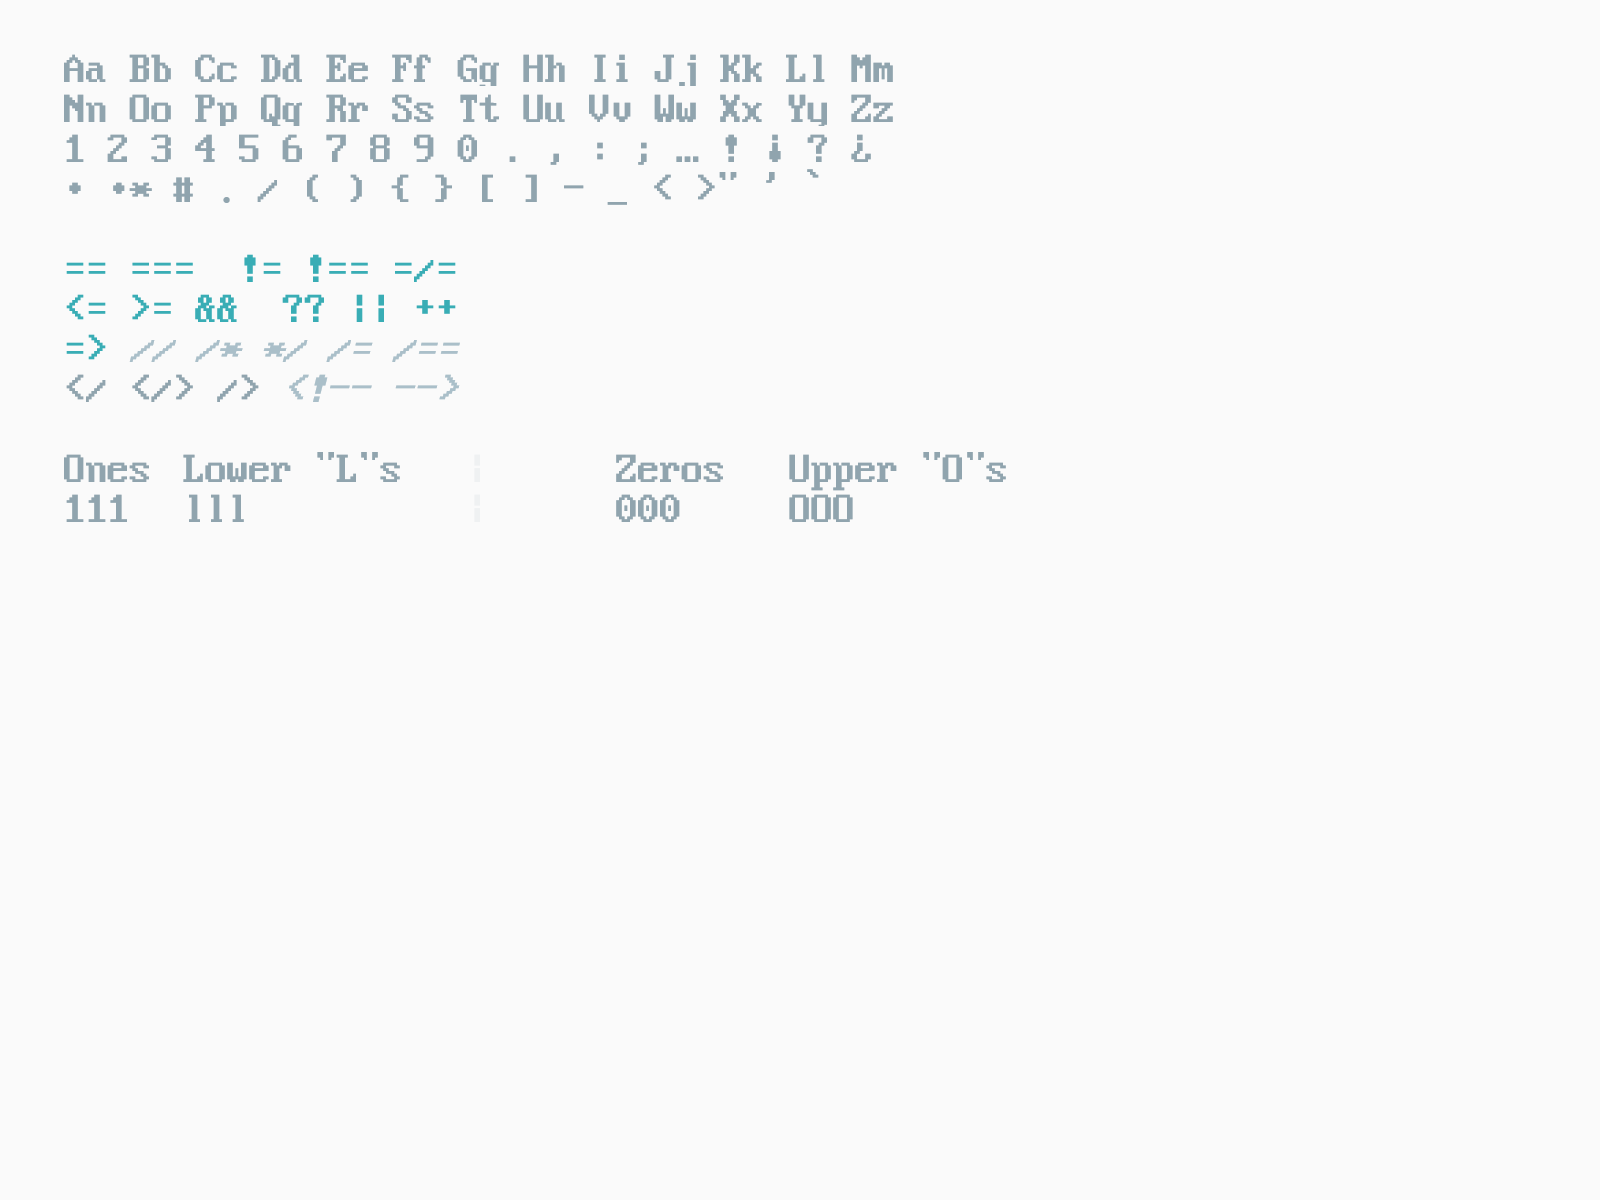 Aa Bb Cc Dd Ee Ff Gg Hh Ii Jj Kk Ll Mm
Nn Oo Pp Qq Rr Ss Tt Uu Vv Ww Xx Yy Zz
1 2 3 4 5 6 7 8 9 0 . , : ; … ! ¡ ? ¿
• •* # . / ( ) { } [ ] - _ < >" ' `
== === != !== =/=
<= >= && ?? || ++
=> // /* */ /= /==
</ </> /> <!-- -->
Ones Lower "L"s | Zeros Upper "O"s
111 lll | 000 OOO